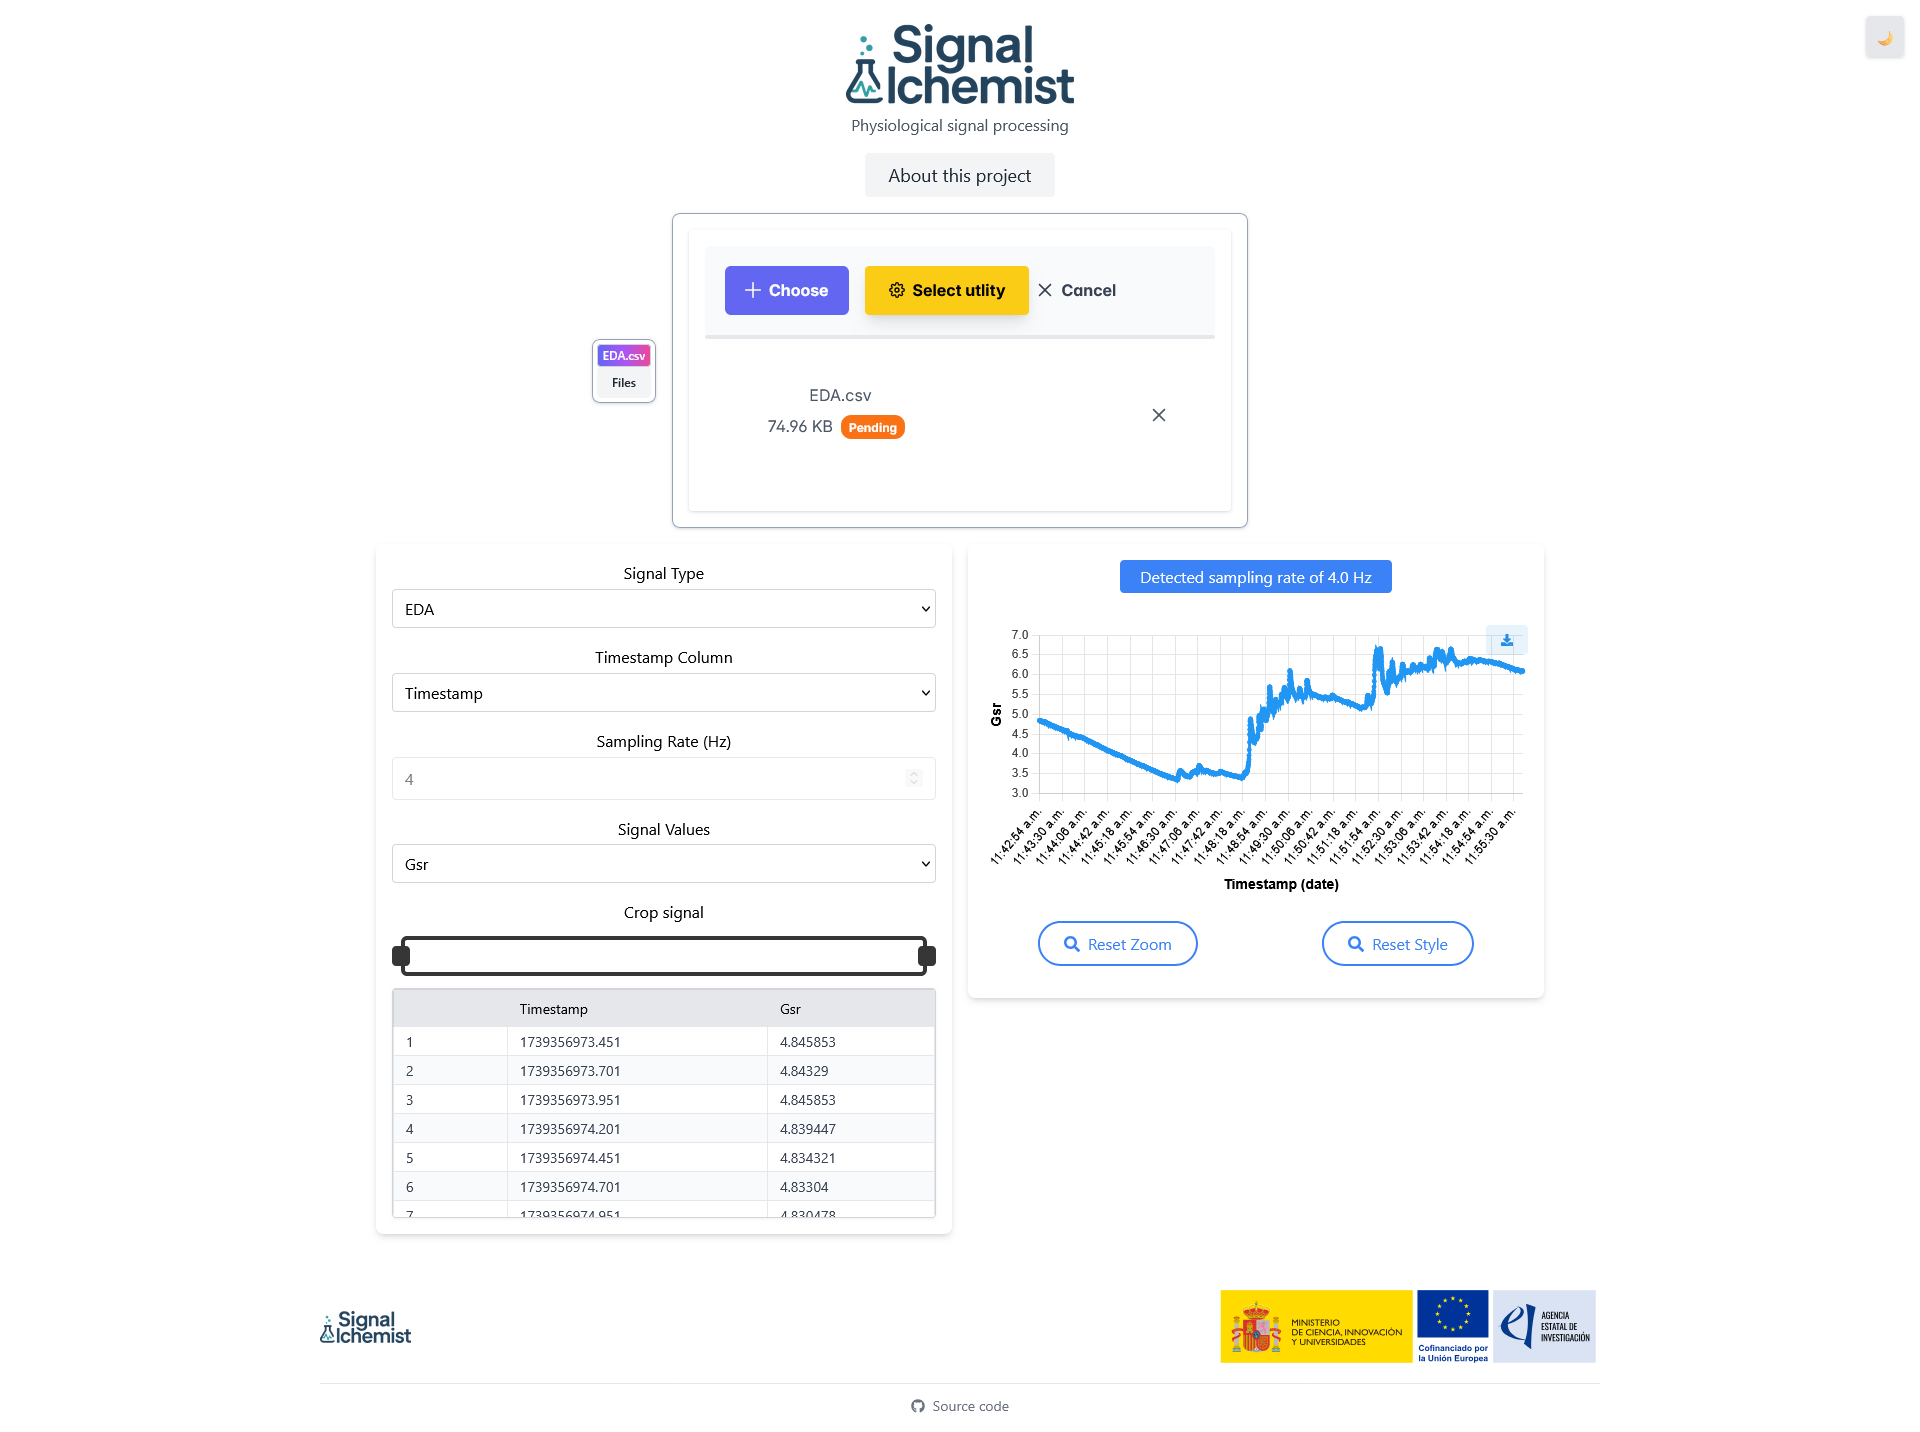 Signal
lchemist
Physiological signal processing
About this project
Choose
Select utlity
Cancel
EDA.csv
Files
EDA.csv
74.96 KB
Pending
Signal Type
EDA
Timestamp Column
Timestamp
Sampling Rate (Hz)
4
Signal Values
Gsr
Crop signal
Timestamp Gsr
1 1739356973.451 4.845853
2 1739356973.701 4.84329
3 1739356973.951 4.845853
4 1739356974.201 4.839447
5 1739356974.451 4.834321
6 1739356974.701 4.83304
7 1739356974.951 4.830478
Detected sampling rate of 4.0 Hz
7.0
6.5
6.0
5.5
5.0
4.5
4.0
3.5
3.0
Gsr
11:42:54 a.m.
11:43:30 a.m.
11:44:06 a.m.
11:44:42 a.m.
11:45:18 a.m.
11:45:54 a.m.
11:46:30 a.m.
11:47:06 a.m.
11:47:42 a.m.
11:48:18 a.m.
11:48:54 a.m.
11:49:30 a.m.
11:50:06 a.m.
11:50:42 a.m.
11:51:18 a.m.
11:51:54 a.m.
11:52:30 a.m.
11:53:06 a.m.
11:53:42 a.m.
11:54:18 a.m.
11:54:54 a.m.
11:55:30 a.m.
Timestamp (date)
Reset Zoom
Reset Style
Signal
lchemist
MINISTERIO
DE CIENCIA, INNOVACIÓN
Y UNIVERSIDADES
Cofinanciado por
la Unión Europea
AGENCIA
ESTATAL DE
INVESTIGACIÓN
Source code